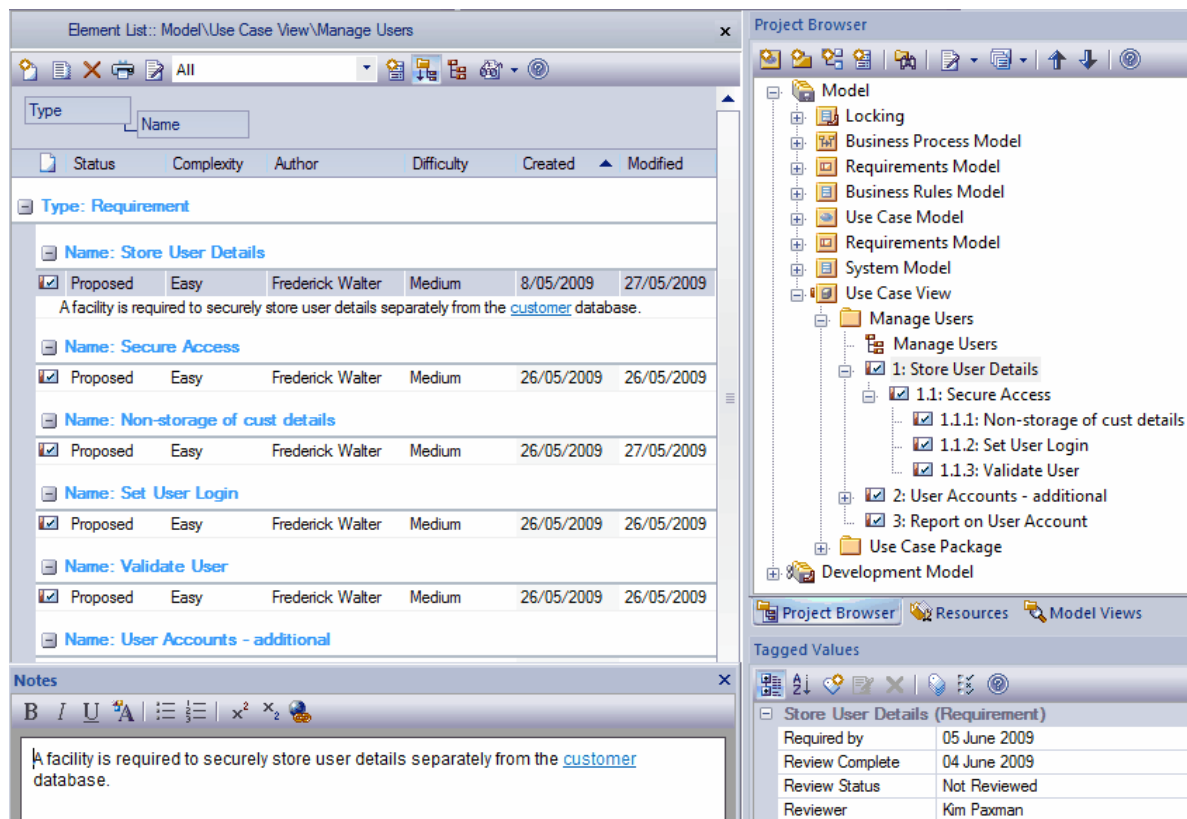 Element List:: Model\Use Case View\Manage Users
x
All
Type
Name
Status Complexity Author Difficulty Created Modified
Type: Requirement
Name: Store User Details
Proposed Easy Frederick Walter Medium 8/05/2009 27/05/2009
A facility is required to securely store user details separately from the customer database.
Name: Secure Access
Proposed Easy Frederick Walter Medium 26/05/2009 26/05/2009
Name: Non-storage of cust details
Proposed Easy Frederick Walter Medium 26/05/2009 27/05/2009
Name: Set User Login
Proposed Easy Frederick Walter Medium 26/05/2009 26/05/2009
Name: Validate User
Proposed Easy Frederick Walter Medium 26/05/2009 26/05/2009
Name: User Accounts - additional
Notes
B I U A x² x₂
A facility is required to securely store user details separately from the customer
database.
Project Browser
Model
Locking
Business Process Model
Requirements Model
Business Rules Model
Use Case Model
Requirements Model
System Model
Use Case View
Manage Users
Manage Users
1: Store User Details
1.1: Secure Access
1.1.1: Non-storage of cust details
1.1.2: Set User Login
1.1.3: Validate User
2: User Accounts - additional
3: Report on User Account
Use Case Package
Development Model
Project Browser Resources Model Views
Tagged Values
Store User Details (Requirement)
Required by 05 June 2009
Review Complete 04 June 2009
Review Status Not Reviewed
Reviewer Kim Paxman